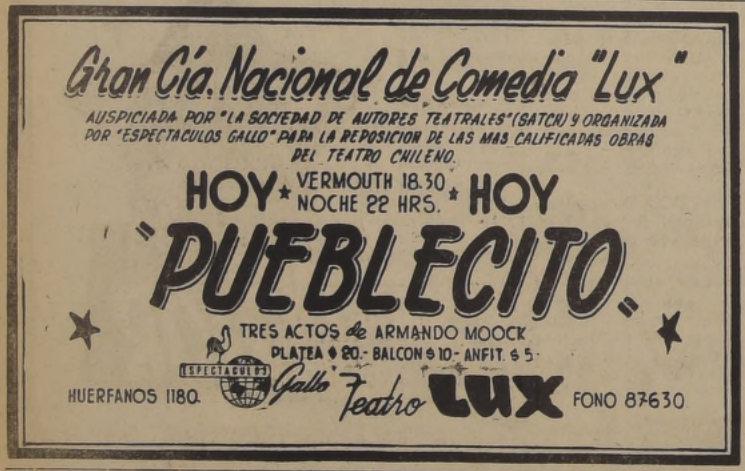 Gran Cía. Nacional de Comedia "Lux"
AUSPICIADA POR "LA SOCIEDAD DE AUTORES TEATRALES" (SATCH) Y ORGANIZADA
POR "ESPECTACULOS GALLO" PARA LA REPOSICION DE LAS MAS CALIFICADAS OBRAS
DEL TEATRO CHILENO.
HOY ★ VERMOUTH 18.30 ★ HOY
NOCHE 22 HRS.
"PUEBLECITO"
TRES ACTOS de ARMANDO MOOCK
PLATEA $ 20.- BALCON $ 10.- ANFIT. $ 5.-
ESPECTACULOS
Gallo
HUERFANOS 1180.
Teatro LUX
FONO 87630.